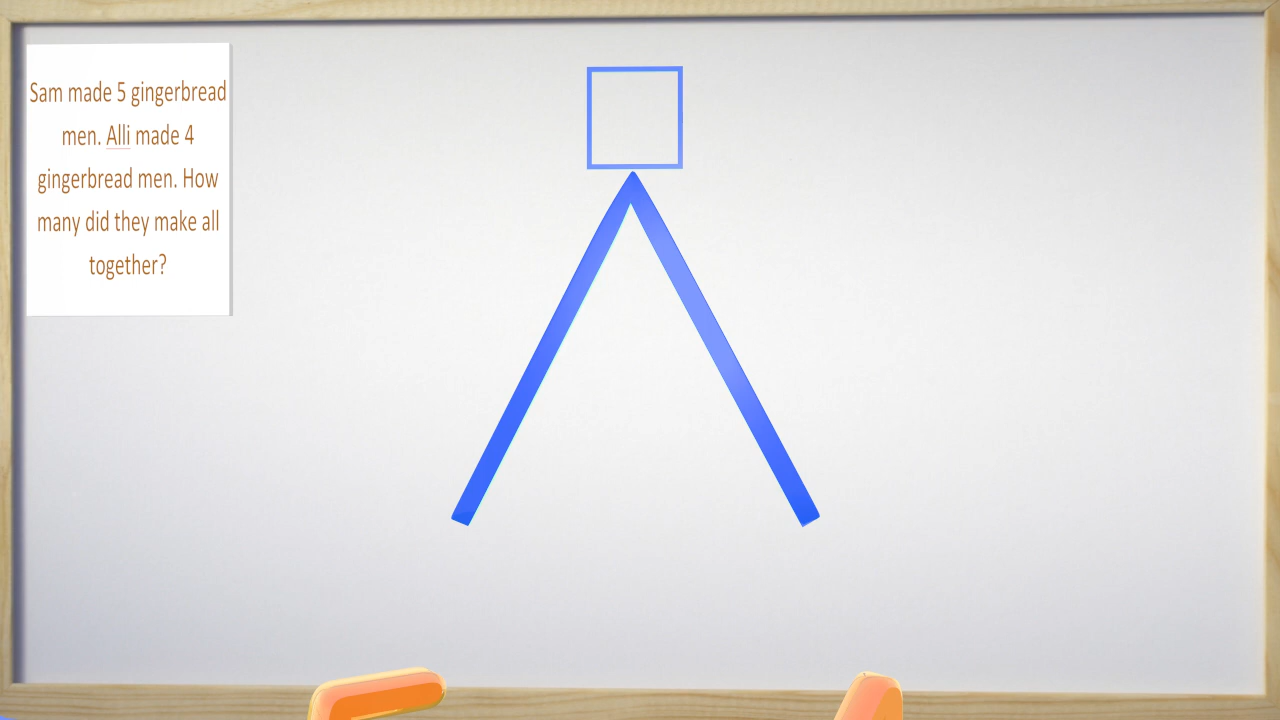 Sam made 5 gingerbread
men. Alli made 4
gingerbread men. How
many did they make all
together?